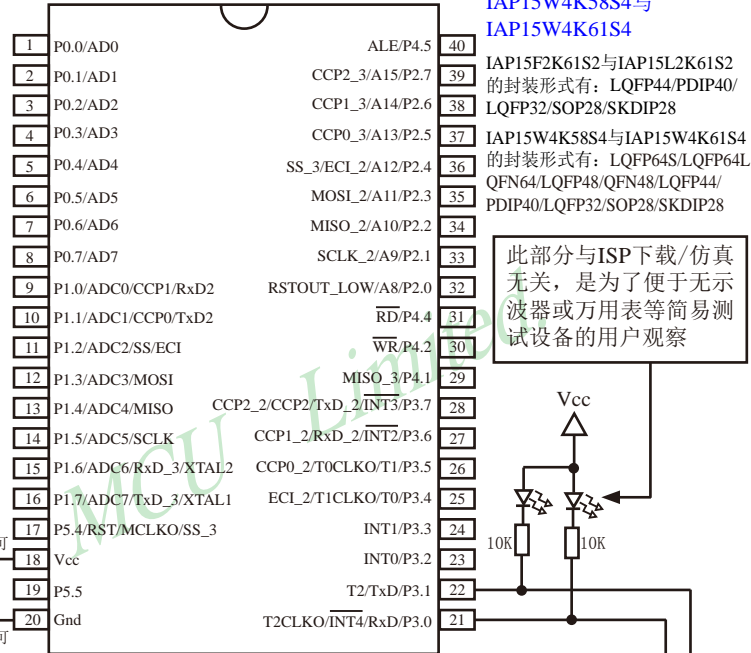 IAP15W4K58S4与
IAP15W4K61S4
IAP15F2K61S2与IAP15L2K61S2
的封装形式有：LQFP44/PDIP40/
LQFP32/SOP28/SKDIP28
IAP15W4K58S4与IAP15W4K61S4
的封装形式有：LQFP64S/LQFP64L
QFN64/LQFP48/QFN48/LQFP44/
PDIP40/LQFP32/SOP28/SKDIP28
此部分与ISP下载/仿真
无关，是为了便于无示
波器或万用表等简易测
试设备的用户观察
1 P0.0/AD0 ALE/P4.5 40
2 P0.1/AD1 CCP2_3/A15/P2.7 39
3 P0.2/AD2 CCP1_3/A14/P2.6 38
4 P0.3/AD3 CCP0_3/A13/P2.5 37
5 P0.4/AD4 SS_3/ECI_2/A12/P2.4 36
6 P0.5/AD5 MOSI_2/A11/P2.3 35
7 P0.6/AD6 MISO_2/A10/P2.2 34
8 P0.7/AD7 SCLK_2/A9/P2.1 33
9 P1.0/ADC0/CCP1/RxD2 RSTOUT_LOW/A8/P2.0 32
10 P1.1/ADC1/CCP0/TxD2 RD/P4.4 31
11 P1.2/ADC2/SS/ECI WR/P4.2 30
12 P1.3/ADC3/MOSI MISO_3/P4.1 29
13 P1.4/ADC4/MISO CCP2_2/CCP2/TxD_2/INT3/P3.7 28
14 P1.5/ADC5/SCLK CCP1_2/RxD_2/INT2/P3.6 27
15 P1.6/ADC6/RxD_3/XTAL2 CCP0_2/T0CLKO/T1/P3.5 26
16 P1.7/ADC7/TxD_3/XTAL1 ECI_2/T1CLKO/T0/P3.4 25
17 P5.4/RST/MCLKO/SS_3 INT1/P3.3 24
18 Vcc INT0/P3.2 23
19 P5.5 T2/TxD/P3.1 22
20 Gnd T2CLKO/INT4/RxD/P3.0 21
可
可
Vcc
10K 10K
MCU Limited.